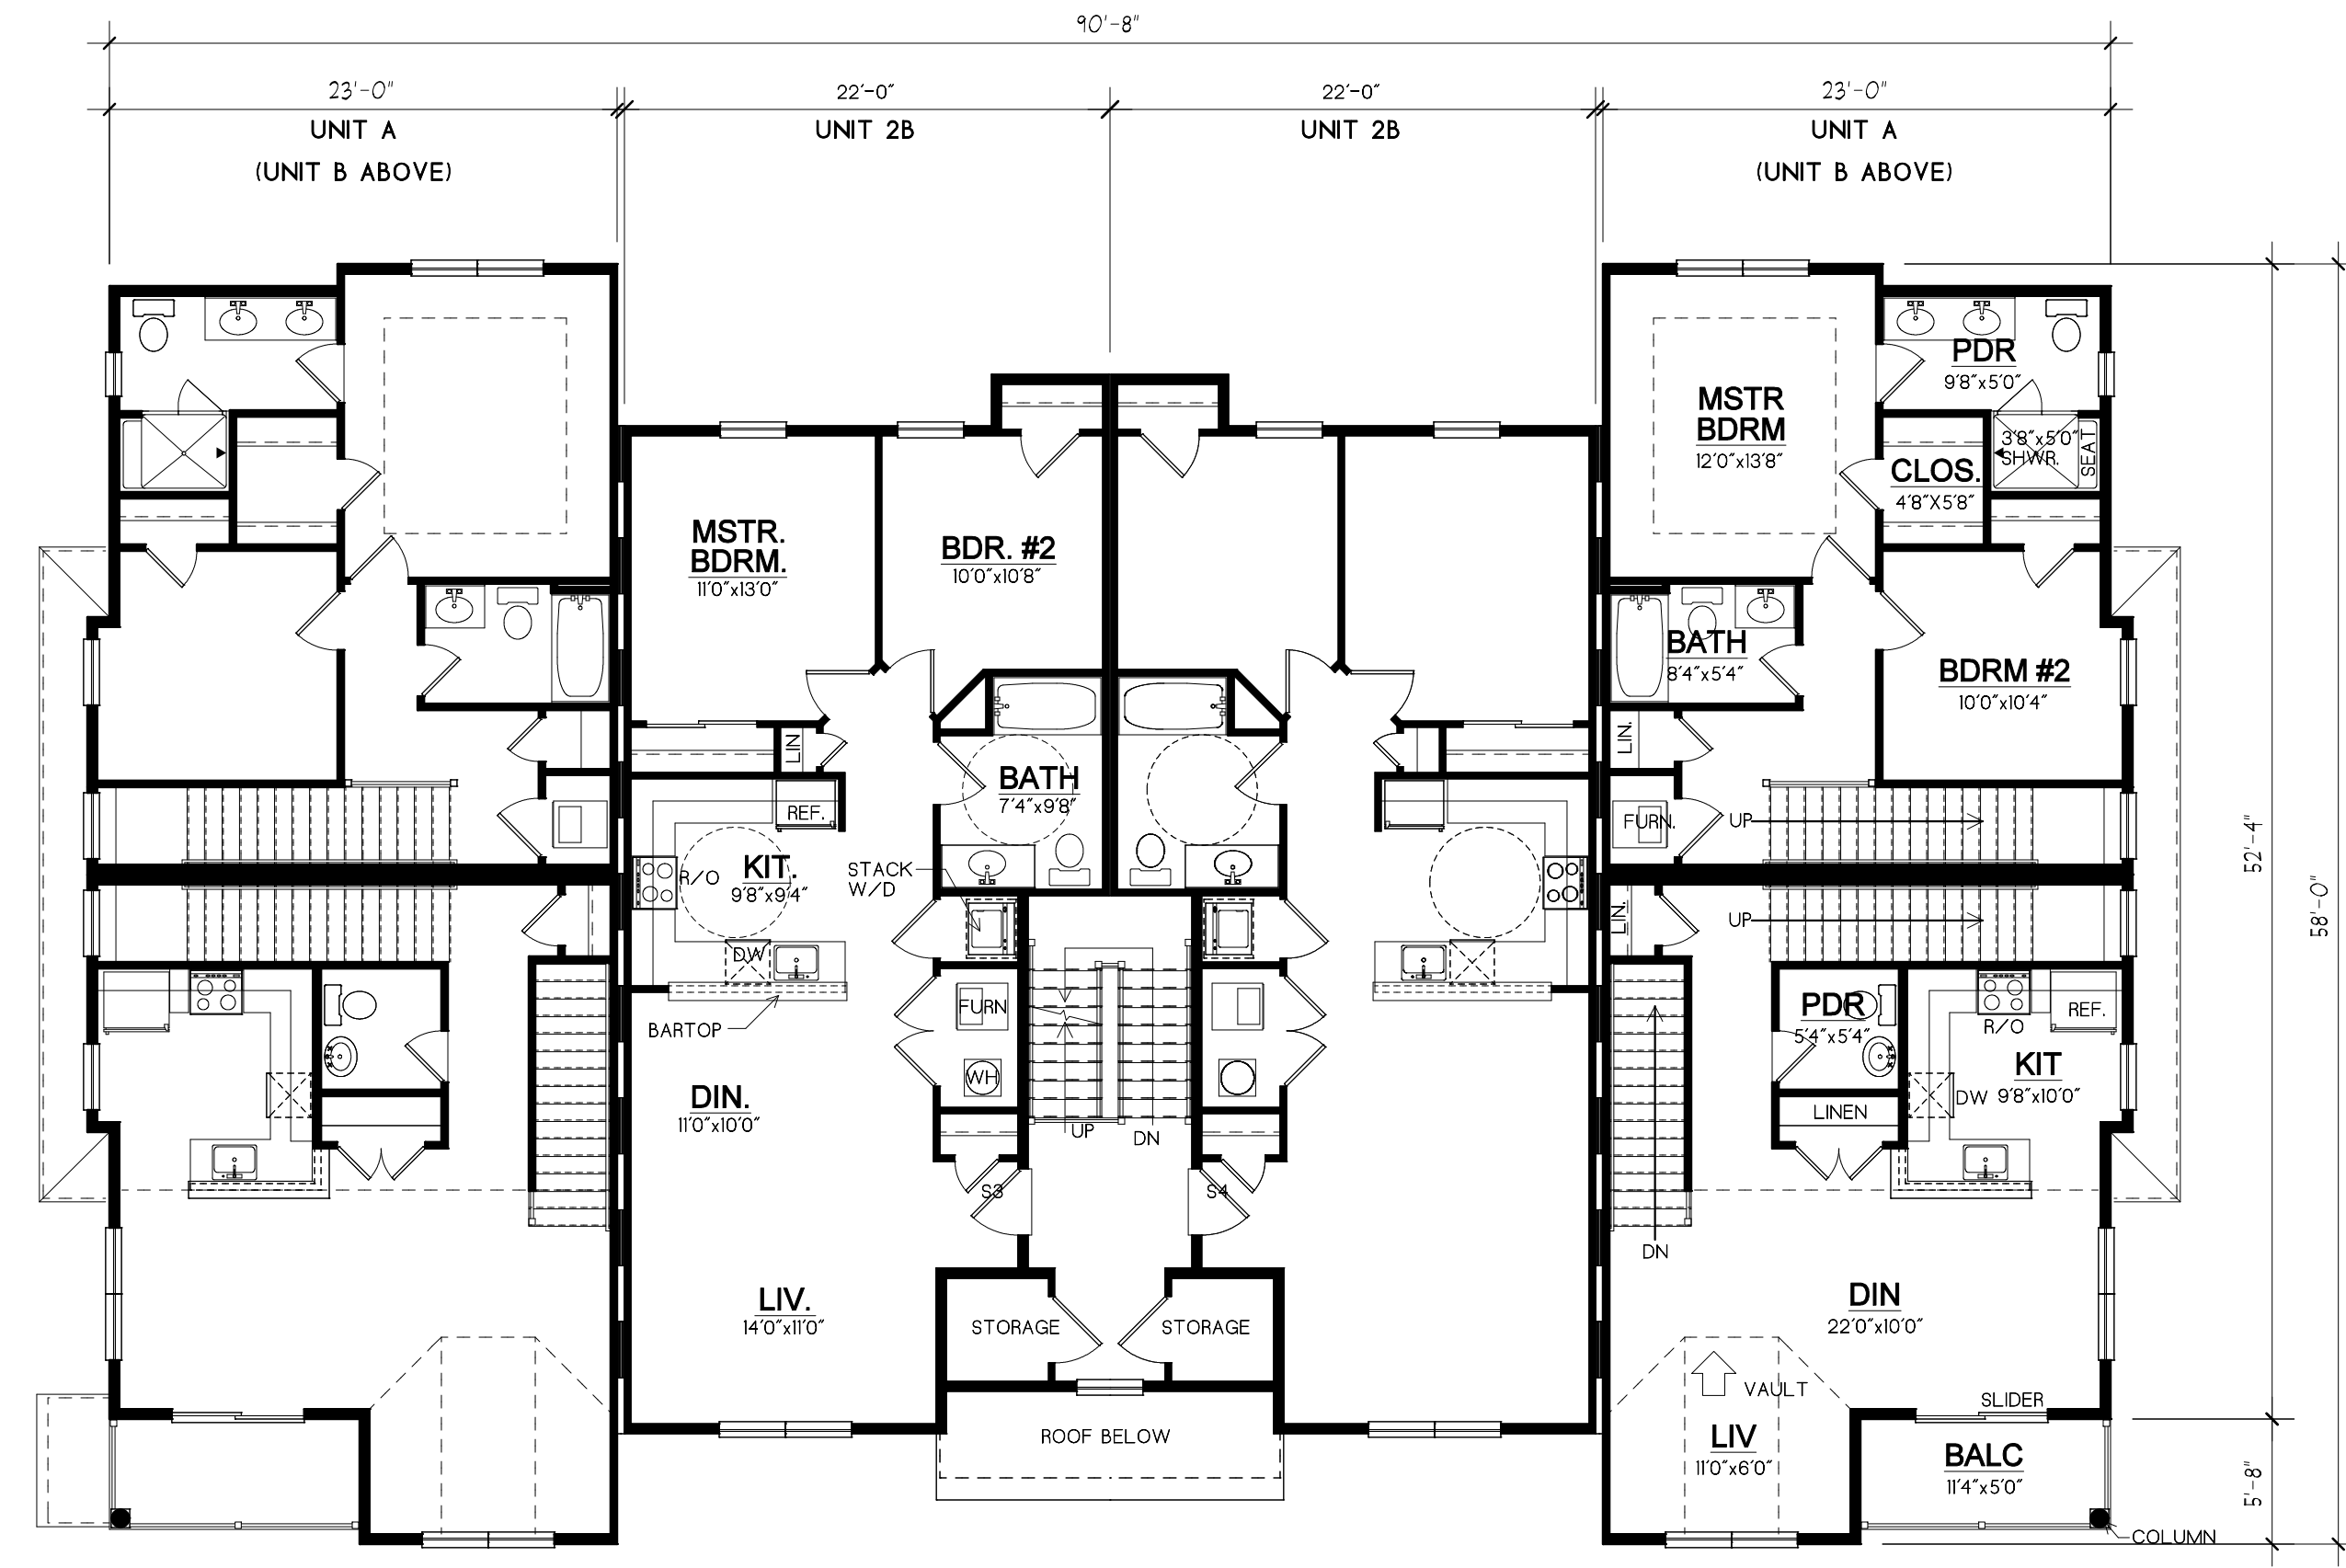 90'-8"
23'-0"
22'-0"
22'-0"
23'-0"
UNIT A
UNIT 2B
UNIT 2B
UNIT A
(UNIT B ABOVE)
(UNIT B ABOVE)
MSTR.
BDRM.
11'0"x13'0"
BDR. #2
10'0"x10'8"
LIN
BATH
7'4"x9'8"
REF.
KIT.
9'8"x9'4"
R/O
STACK
W/D
DW
BARTOP
FURN
WH
DIN.
11'0"x10'0"
UP
DN
S3
S4
LIV.
14'0"x11'0"
STORAGE
STORAGE
ROOF BELOW
MSTR
BDRM
12'0"x13'8"
PDR
9'8"x5'0"
3'8"x5'0"
SHWR.
SEAT
CLOS.
4'8"X5'8"
BATH
8'4"x5'4"
BDRM #2
10'0"x10'4"
LIN.
FURN.
UP
UP
LIN.
PDR
5'4"x5'4"
R/O
REF.
KIT
9'8"x10'0"
DW
LINEN
DN
DIN
22'0"x10'0"
VAULT
SLIDER
LIV
11'0"x6'0"
BALC
11'4"x5'0"
COLUMN
52'-4"
58'-0"
5'-8"